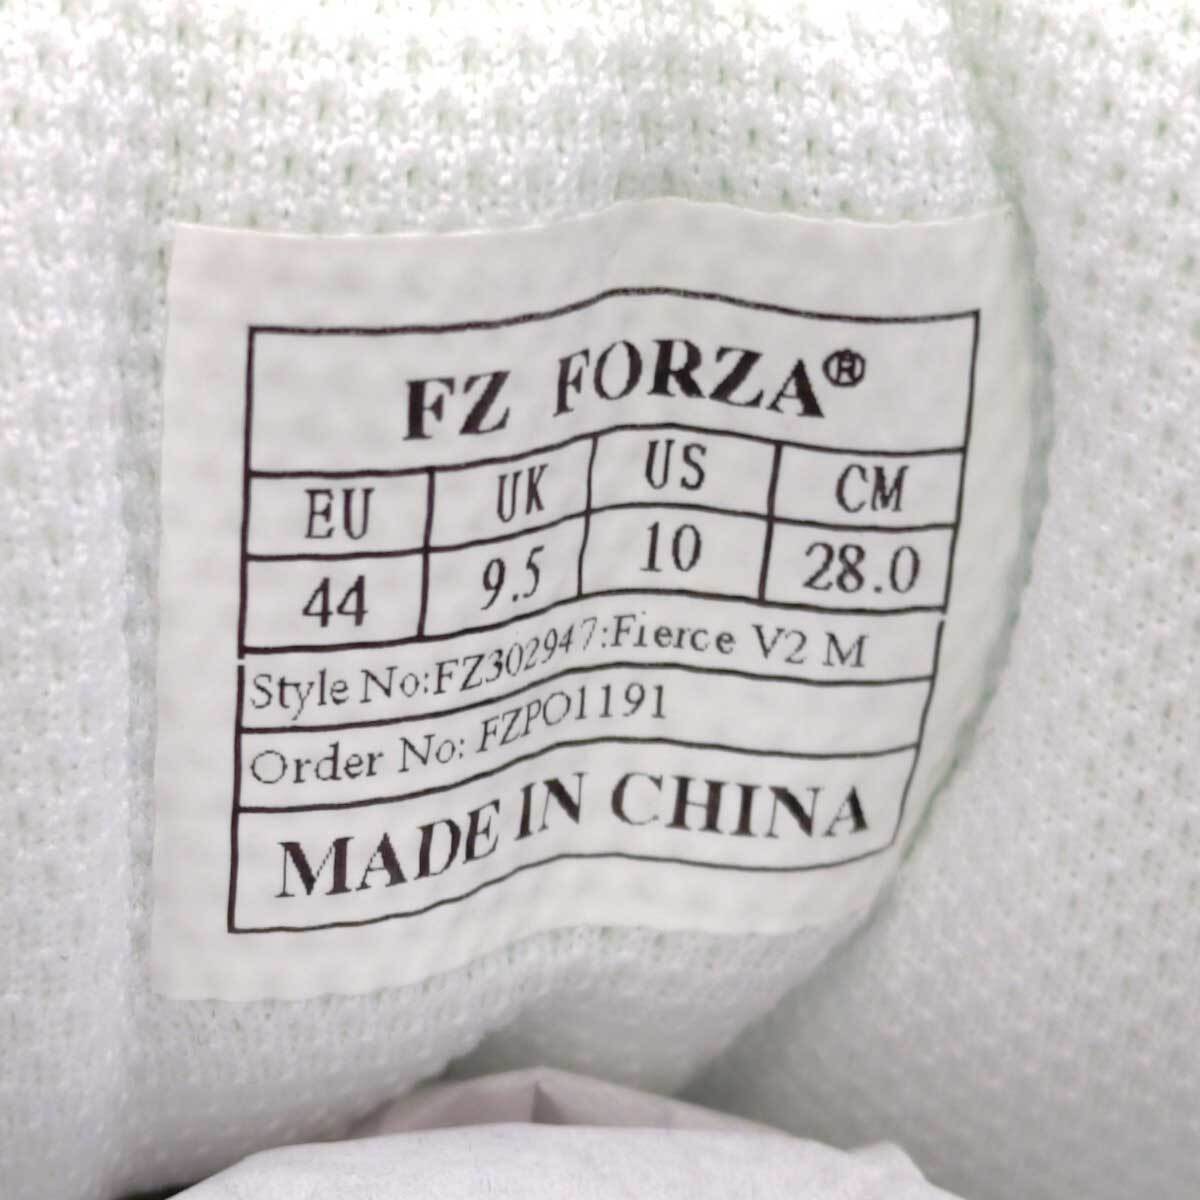 FZ FORZA®
EU UK US CM
44 9.5 10 28.0
Style No:FZ302947:Fierce V2 M
Order No: FZPO1191
MADE IN CHINA